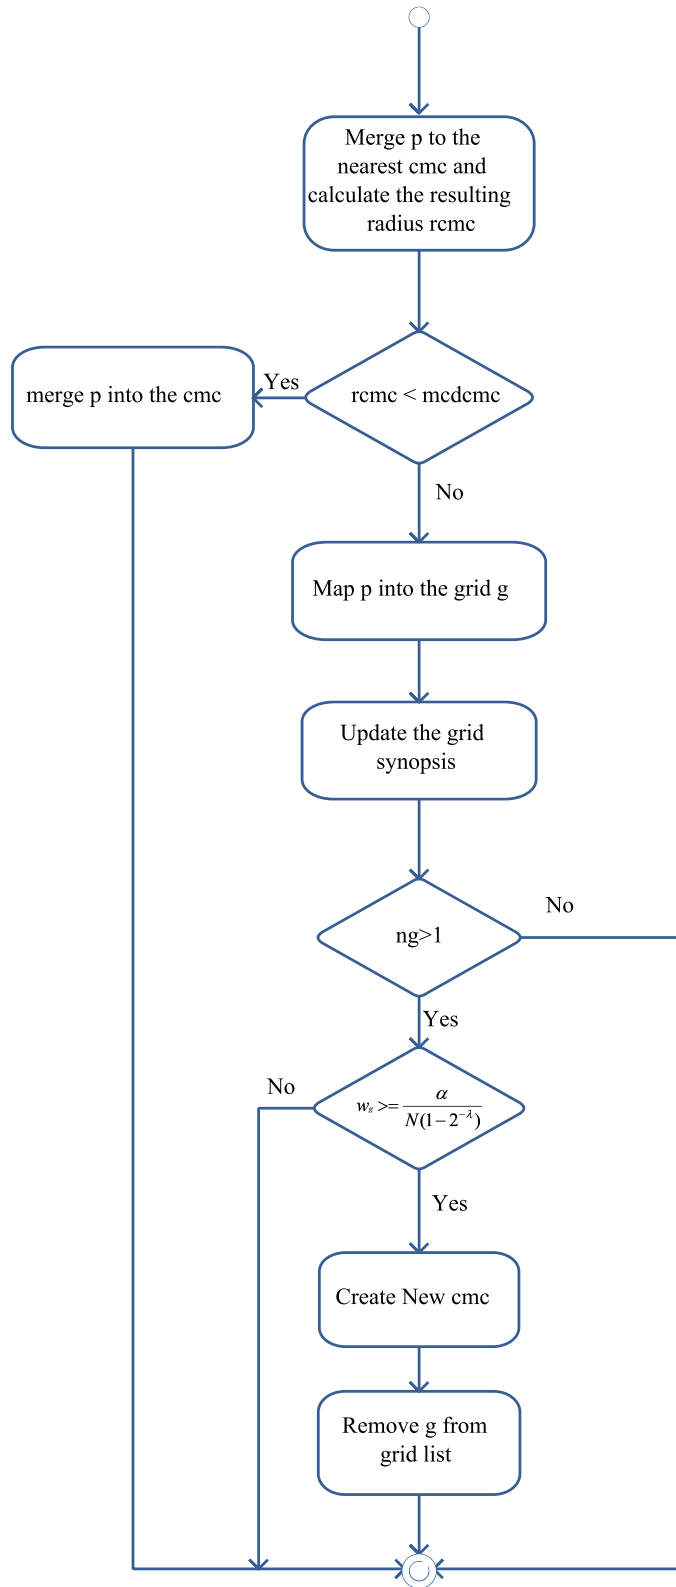 Merge p to the
nearest cmc and
calculate the resulting
radius rcmc
rcmc < mcdcmc
Yes
merge p into the cmc
No
Map p into the grid g
Update the grid
synopsis
ng>1
No
Yes
w_g >= α / N(1 − 2^{−λ})
No
Yes
Create New cmc
Remove g from
grid list